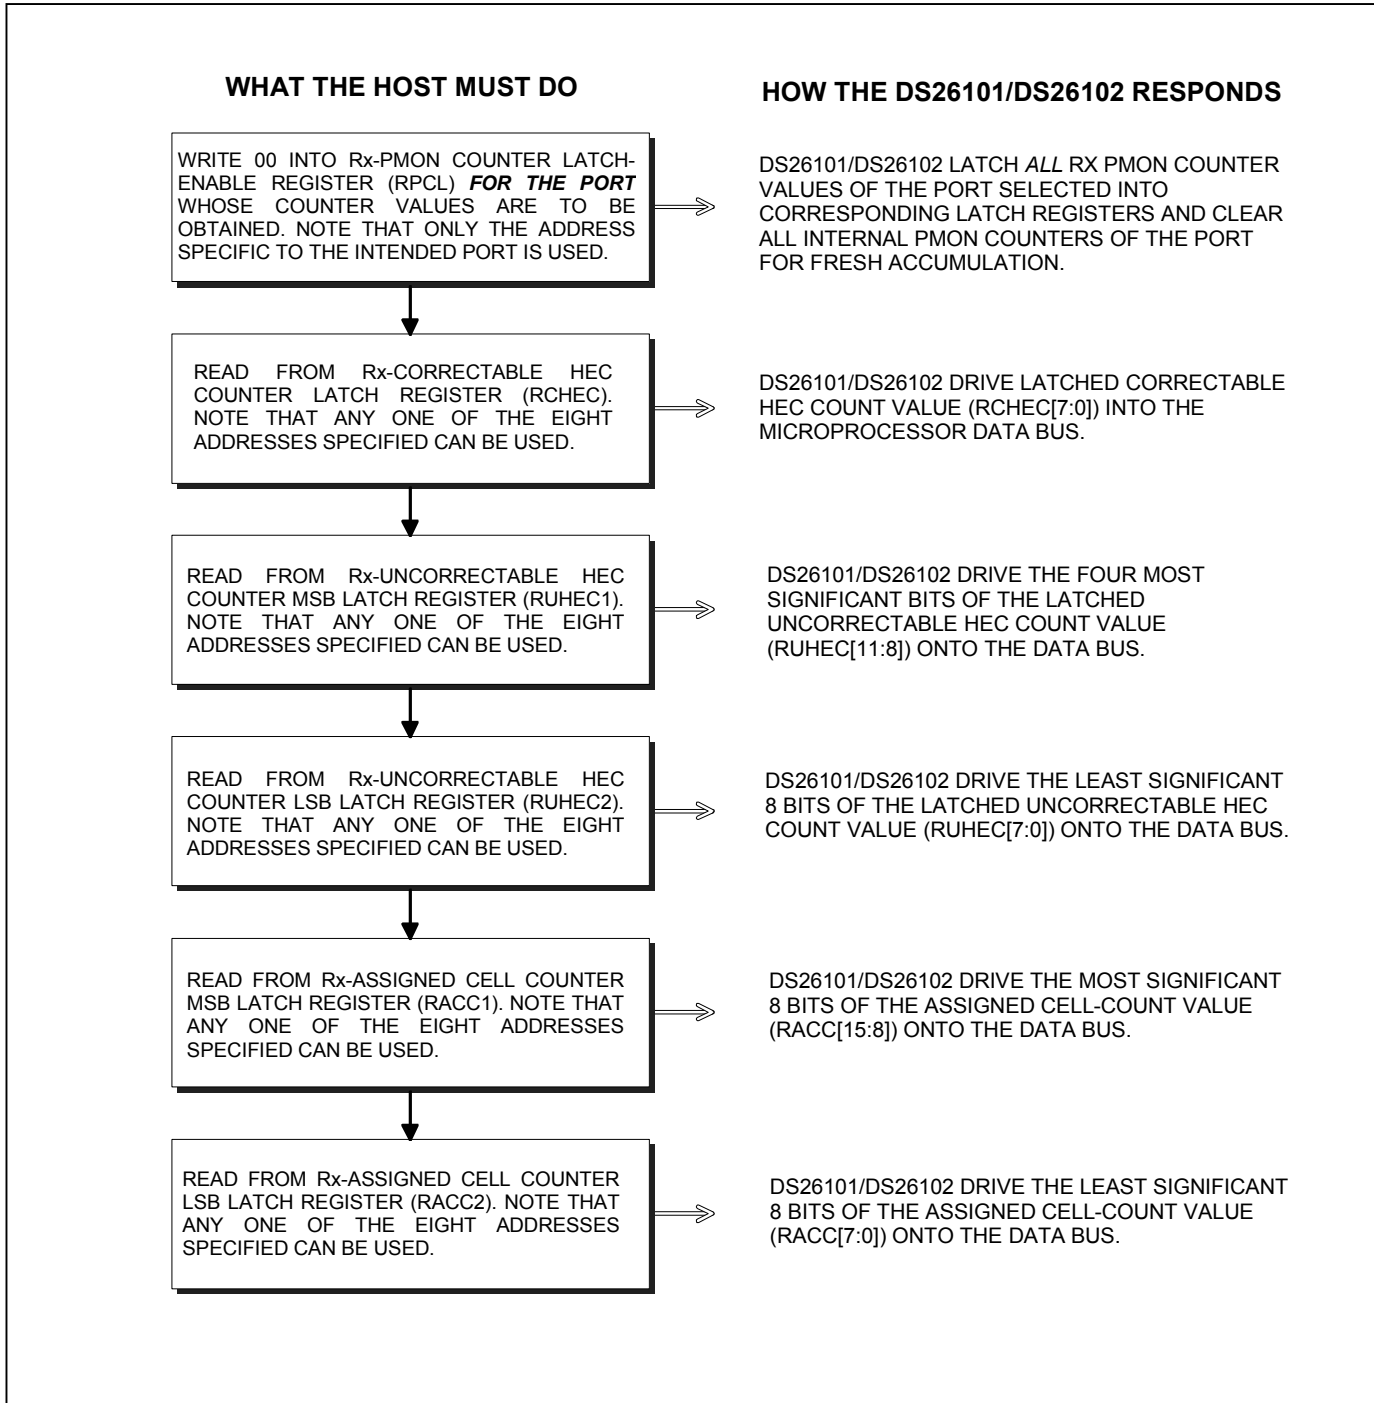 WHAT THE HOST MUST DO
HOW THE DS26101/DS26102 RESPONDS
WRITE 00 INTO Rx-PMON COUNTER LATCH-
ENABLE REGISTER (RPCL) FOR THE PORT
WHOSE COUNTER VALUES ARE TO BE
OBTAINED. NOTE THAT ONLY THE ADDRESS
SPECIFIC TO THE INTENDED PORT IS USED.
DS26101/DS26102 LATCH ALL RX PMON COUNTER
VALUES OF THE PORT SELECTED INTO
CORRESPONDING LATCH REGISTERS AND CLEAR
ALL INTERNAL PMON COUNTERS OF THE PORT
FOR FRESH ACCUMULATION.
READ FROM Rx-CORRECTABLE HEC
COUNTER LATCH REGISTER (RCHEC).
NOTE THAT ANY ONE OF THE EIGHT
ADDRESSES SPECIFIED CAN BE USED.
DS26101/DS26102 DRIVE LATCHED CORRECTABLE
HEC COUNT VALUE (RCHEC[7:0]) INTO THE
MICROPROCESSOR DATA BUS.
READ FROM Rx-UNCORRECTABLE HEC
COUNTER MSB LATCH REGISTER (RUHEC1).
NOTE THAT ANY ONE OF THE EIGHT
ADDRESSES SPECIFIED CAN BE USED.
DS26101/DS26102 DRIVE THE FOUR MOST
SIGNIFICANT BITS OF THE LATCHED
UNCORRECTABLE HEC COUNT VALUE
(RUHEC[11:8]) ONTO THE DATA BUS.
READ FROM Rx-UNCORRECTABLE HEC
COUNTER LSB LATCH REGISTER (RUHEC2).
NOTE THAT ANY ONE OF THE EIGHT
ADDRESSES SPECIFIED CAN BE USED.
DS26101/DS26102 DRIVE THE LEAST SIGNIFICANT
8 BITS OF THE LATCHED UNCORRECTABLE HEC
COUNT VALUE (RUHEC[7:0]) ONTO THE DATA BUS.
READ FROM Rx-ASSIGNED CELL COUNTER
MSB LATCH REGISTER (RACC1). NOTE THAT
ANY ONE OF THE EIGHT ADDRESSES
SPECIFIED CAN BE USED.
DS26101/DS26102 DRIVE THE MOST SIGNIFICANT
8 BITS OF THE ASSIGNED CELL-COUNT VALUE
(RACC[15:8]) ONTO THE DATA BUS.
READ FROM Rx-ASSIGNED CELL COUNTER
LSB LATCH REGISTER (RACC2). NOTE THAT
ANY ONE OF THE EIGHT ADDRESSES
SPECIFIED CAN BE USED.
DS26101/DS26102 DRIVE THE LEAST SIGNIFICANT
8 BITS OF THE ASSIGNED CELL-COUNT VALUE
(RACC[7:0]) ONTO THE DATA BUS.